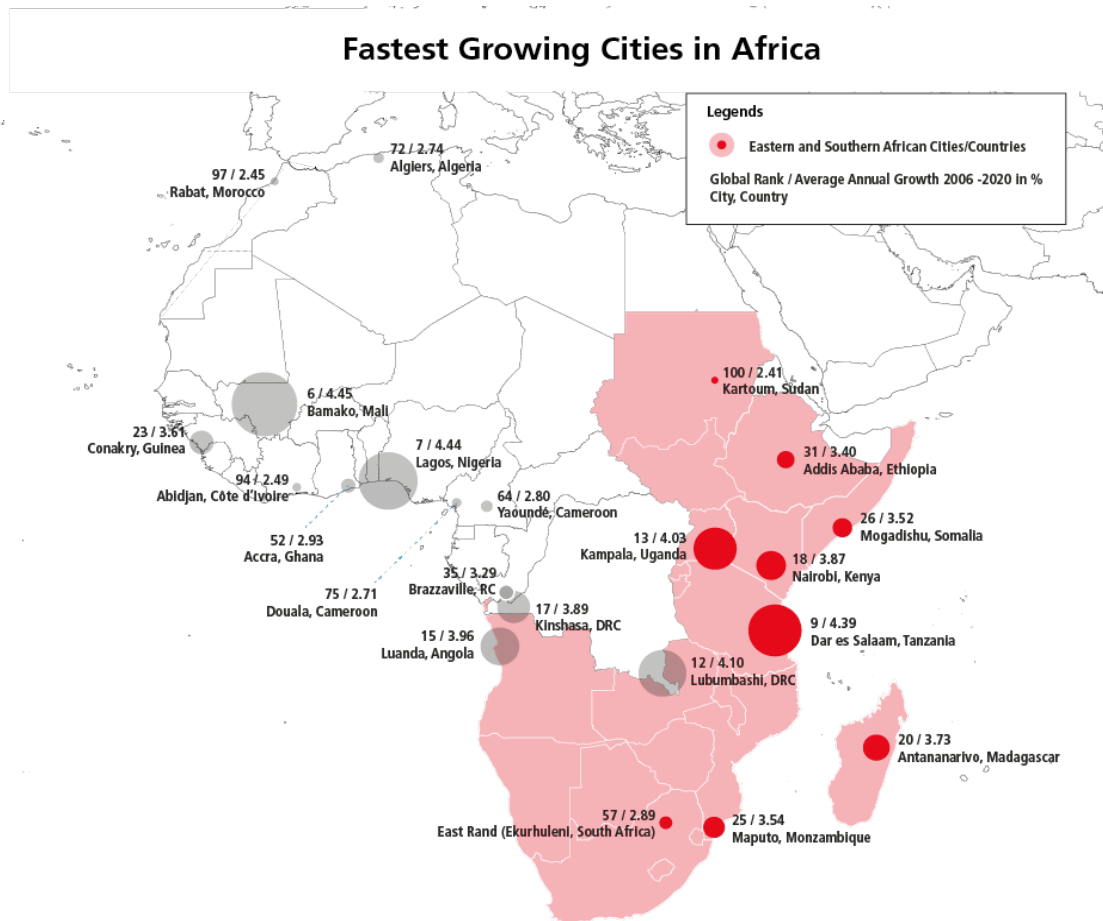 Fastest Growing Cities in Africa
Legends
Eastern and Southern African Cities/Countries
Global Rank / Average Annual Growth 2006 -2020 in %
City, Country
72 / 2.74
Algiers, Algeria
97 / 2.45
Rabat, Morocco
100 / 2.41
Kartoum, Sudan
6 / 4.45
Bamako, Mali
23 / 3.61
Conakry, Guinea
7 / 4.44
Lagos, Nigeria
31 / 3.40
Addis Ababa, Ethiopia
94 / 2.49
Abidjan, Côte d'Ivoire
64 / 2.80
Yaoundé, Cameroon
26 / 3.52
Mogadishu, Somalia
52 / 2.93
Accra, Ghana
13 / 4.03
Kampala, Uganda
18 / 3.87
Nairobi, Kenya
75 / 2.71
Douala, Cameroon
35 / 3.29
Brazzaville, RC
17 / 3.89
Kinshasa, DRC
9 / 4.39
Dar es Salaam, Tanzania
15 / 3.96
Luanda, Angola
12 / 4.10
Lubumbashi, DRC
20 / 3.73
Antananarivo, Madagascar
57 / 2.89
East Rand (Ekurhuleni, South Africa)
25 / 3.54
Maputo, Monzambique